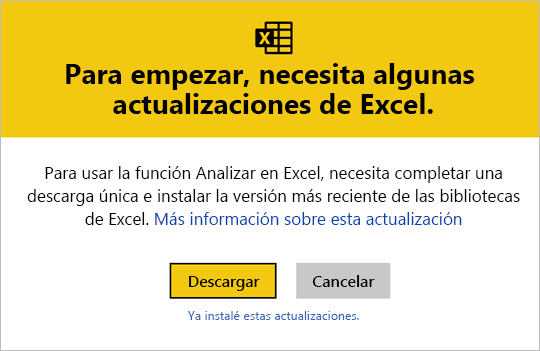 Para empezar, necesita algunas
actualizaciones de Excel.
Para usar la función Analizar en Excel, necesita completar una
descarga única e instalar la versión más reciente de las bibliotecas
de Excel. Más información sobre esta actualización
Descargar Cancelar
Ya instalé estas actualizaciones.